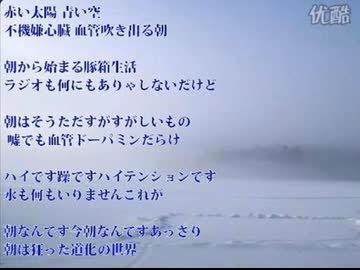 优酷
赤い太陽 青い空
不機嫌心臓 血管吹き出る朝
朝から始まる豚箱生活
ラジオも何にもありゃしないだけど
朝はそうただすがすがしいもの
嘘でも血管ドーパミンだらけ
ハイです躁ですハイテンションです
水も何もいりませんこれが
朝なんです今朝なんですあっさり
朝は狂った道化の世界